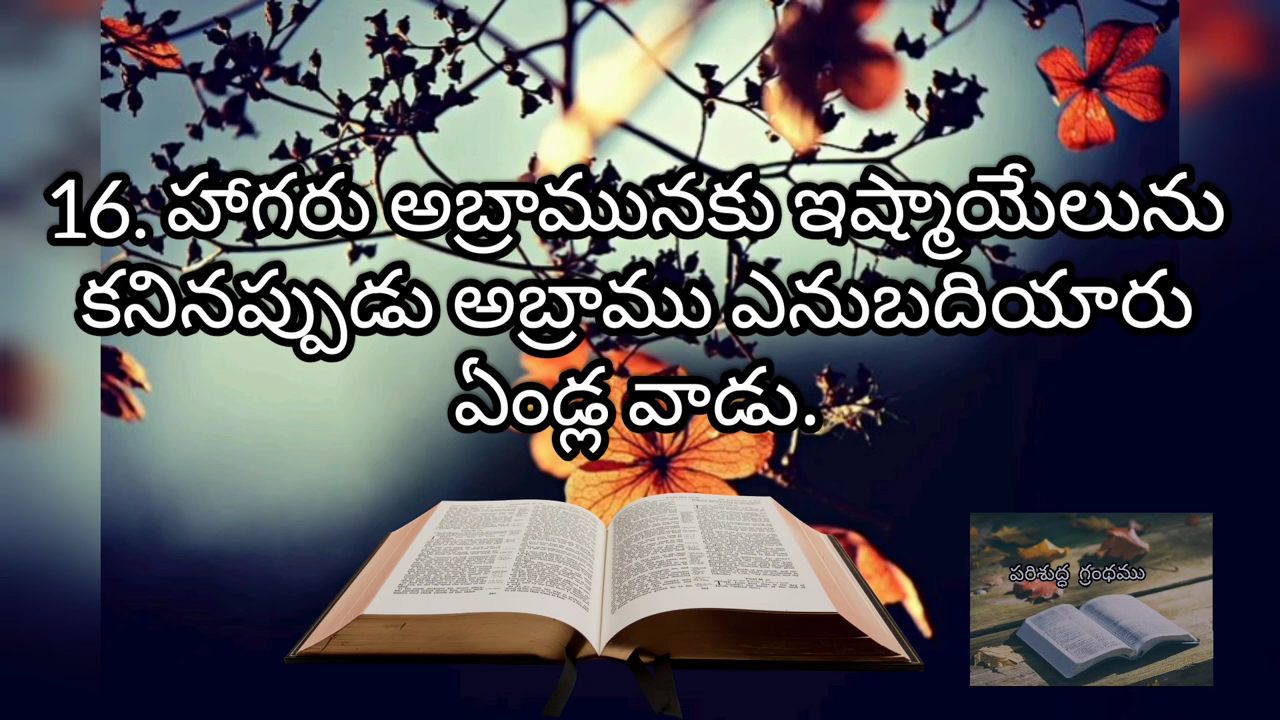 16. హాగరు అబ్రామునకు ఇష్మాయేలును
కనినప్పుడు అబ్రాము ఎనుబదియారు
ఏండ్ల వాడు.
పరిశుద్ధ గ్రంథము